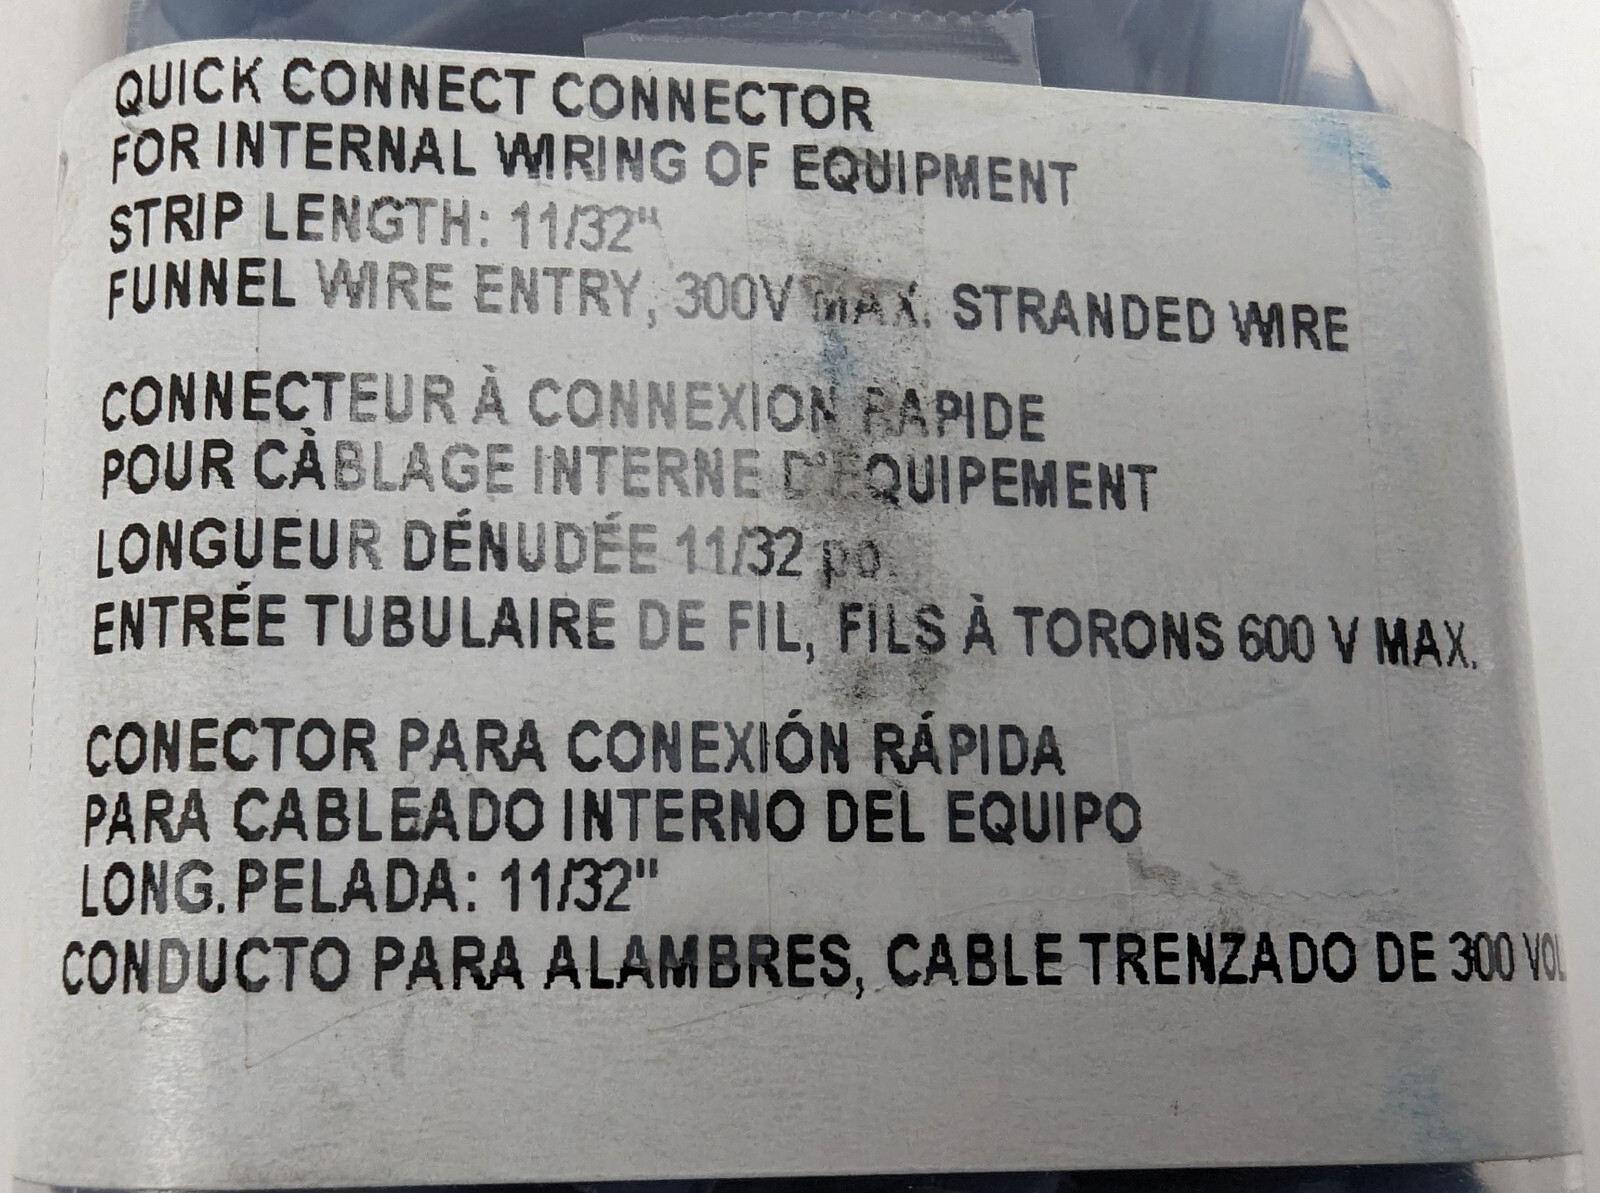 QUICK CONNECT CONNECTOR
FOR INTERNAL WIRING OF EQUIPMENT
STRIP LENGTH: 11/32"
FUNNEL WIRE ENTRY, 300V MAX. STRANDED WIRE
CONNECTEUR À CONNEXION RAPIDE
POUR CÀBLAGE INTERNE D'EQUIPEMENT
LONGUEUR DÉNUDÉE 11/32 po.
ENTRÉE TUBULAIRE DE FIL, FILS À TORONS 600 V MAX.
CONECTOR PARA CONEXIÓN RÁPIDA
PARA CABLEADO INTERNO DEL EQUIPO
LONG.PELADA: 11/32"
CONDUCTO PARA ALAMBRES, CABLE TRENZADO DE 300 VOL